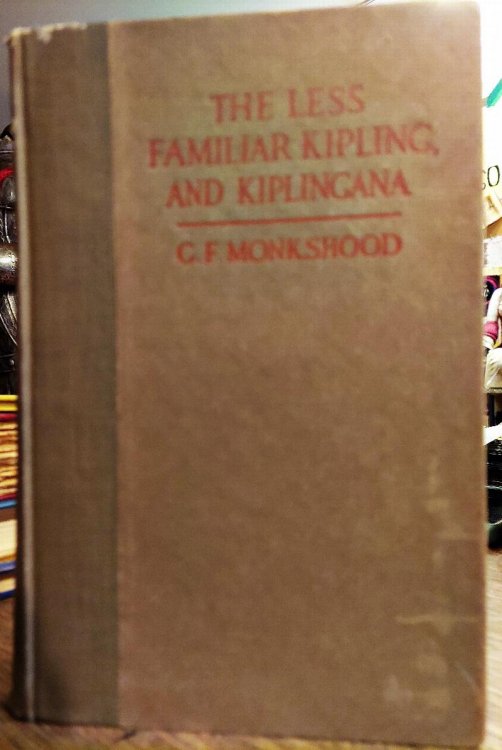 THE LESS
FAMILIAR KIPLING,
AND KIPLINGANA
G. F. MONKSHOOD